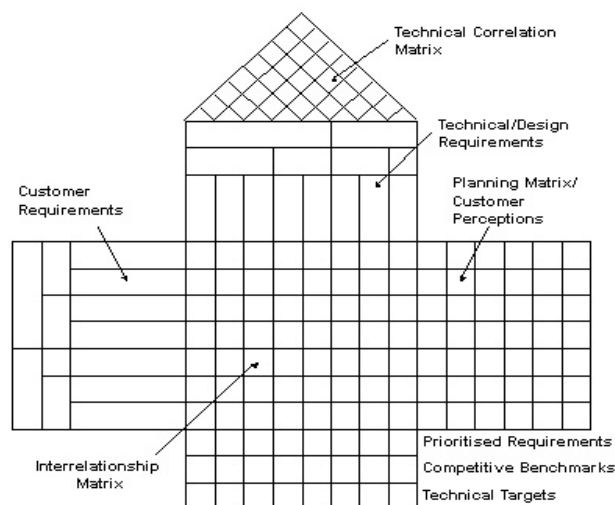 Technical Correlation
Matrix
Technical/Design
Requirements
Customer
Requirements
Planning Matrix/
Customer
Perceptions
Interrelationship
Matrix
Prioritised Requirements
Competitive Benchmarks
Technical Targets